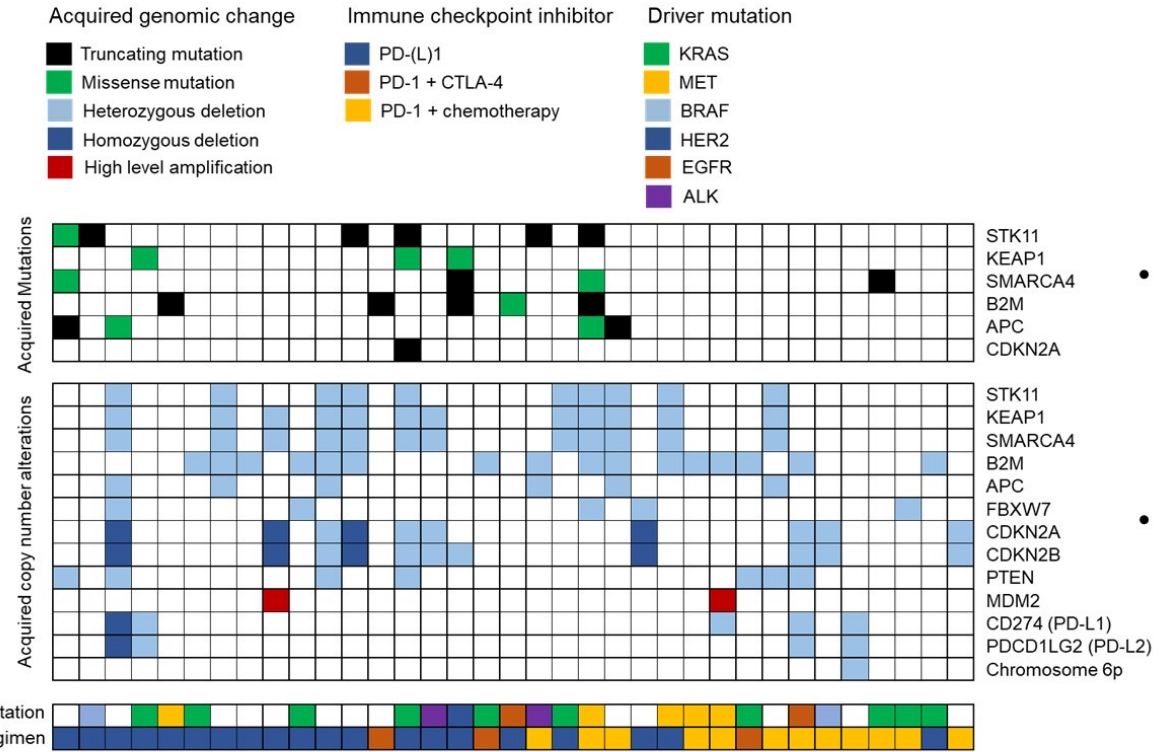 Acquired genomic change
Immune checkpoint inhibitor
Driver mutation
Truncating mutation
Missense mutation
Heterozygous deletion
Homozygous deletion
High level amplification
PD-(L)1
PD-1 + CTLA-4
PD-1 + chemotherapy
KRAS
MET
BRAF
HER2
EGFR
ALK
Acquired Mutations
STK11
KEAP1
SMARCA4
B2M
APC
CDKN2A
Acquired copy number alterations
STK11
KEAP1
SMARCA4
B2M
APC
FBXW7
CDKN2A
CDKN2B
PTEN
MDM2
CD274 (PD-L1)
PDCD1LG2 (PD-L2)
Chromosome 6p
tation
gimen